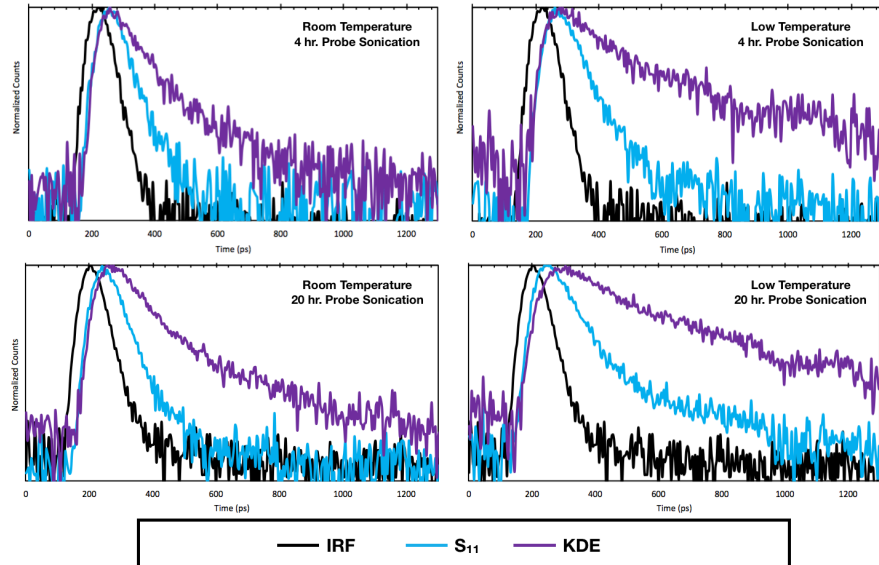 Room Temperature
4 hr. Probe Sonication
Normalized Counts
0 200 400 600 800 1000 1200
Time (ps)
Low Temperature
4 hr. Probe Sonication
Normalized Counts
0 200 400 600 800 1000 1200
Time (ps)
Room Temperature
20 hr. Probe Sonication
Normalized Counts
0 200 400 600 800 1000 1200
Time (ps)
Low Temperature
20 hr. Probe Sonication
Normalized Counts
0 200 400 600 800 1000 1200
Time (ps)
IRF S₁₁ KDE